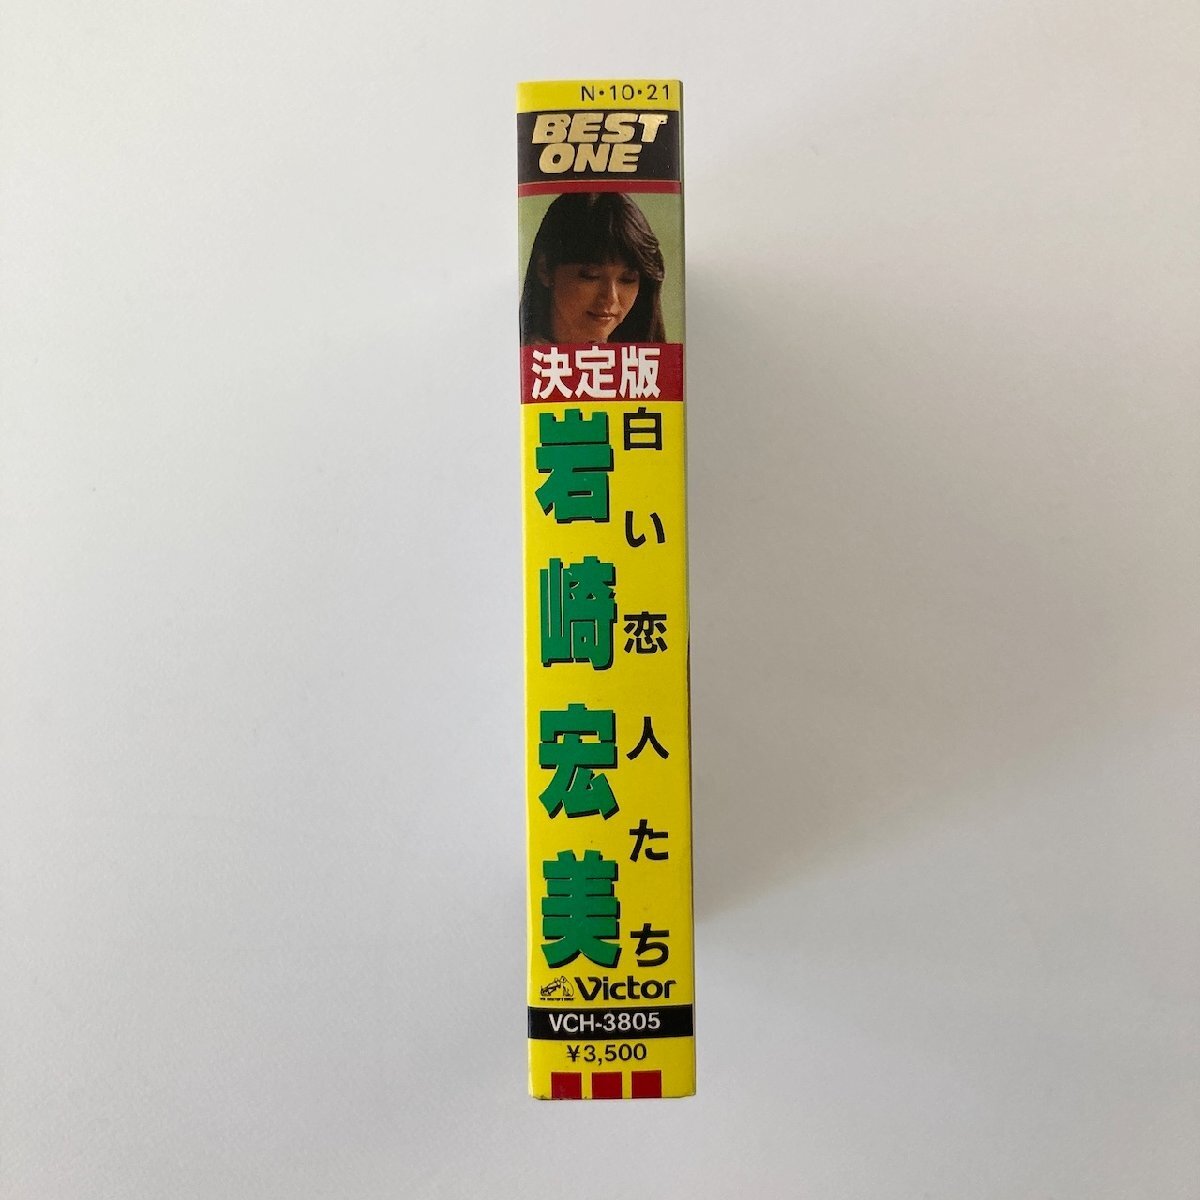 N・10・21
BEST
ONE
決定版
白い恋人たち
岩崎宏美
Victor
VCH-3805
¥3,500